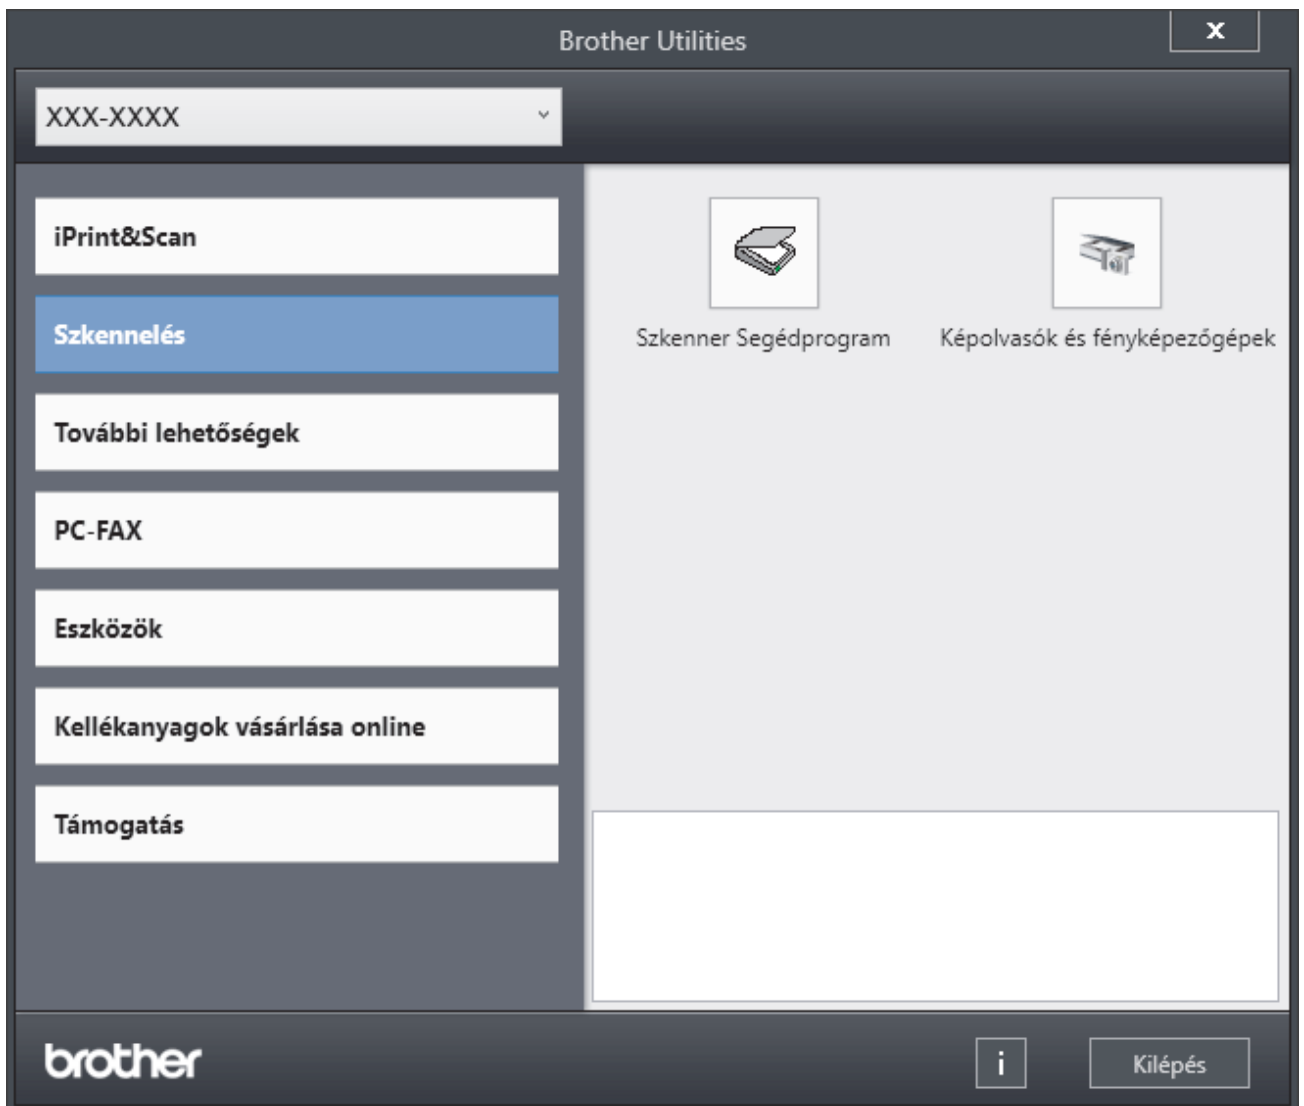 Brother Utilities
X
XXX-XXXX
iPrint&Scan
Szkennelés
További lehetőségek
PC-FAX
Eszközök
Kellékanyagok vásárlása online
Támogatás
Szkenner Segédprogram
Képolvasók és fényképezőgépek
brother
i
Kilépés